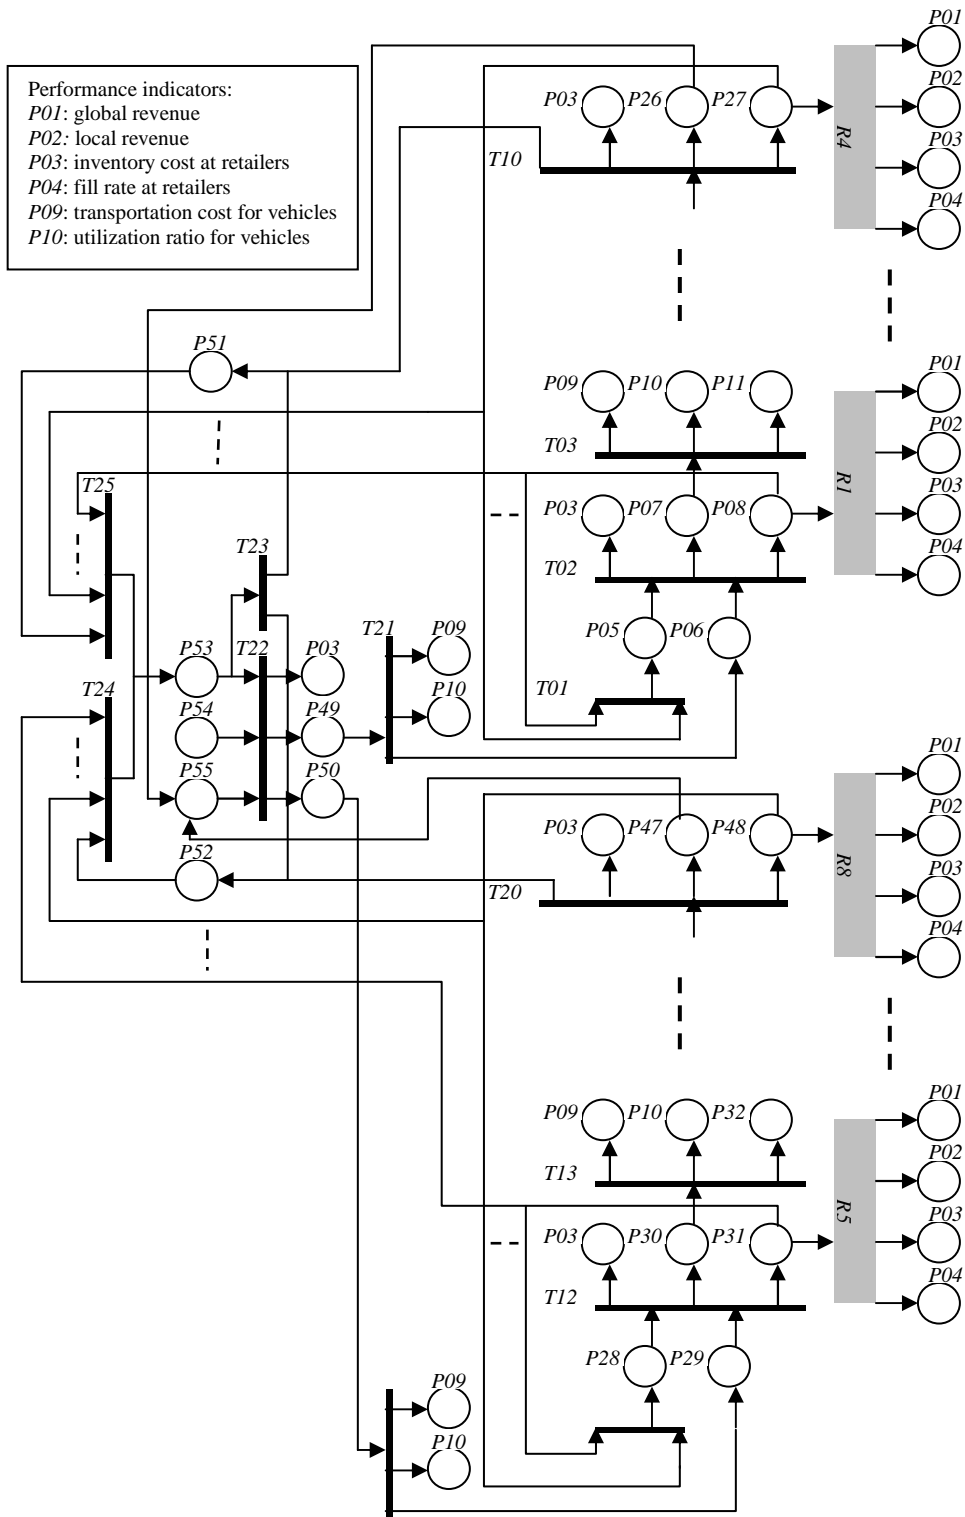 P01
P02
P03
P04
R4
P03 P26 P27
T10
Performance indicators:
P01: global revenue
P02: local revenue
P03: inventory cost at retailers
P04: fill rate at retailers
P09: transportation cost for vehicles
P10: utilization ratio for vehicles
P51
P09 P10 P11
T03
P01
P02
P03
P04
R1
T25
P03 P07 P08
T23
T02
P05 P06
T21
P09
P53
T22
P03
T24
T01
P10
P54
P49
P55
P50
P01
P02
P03
P04
R8
P03 P47 P48
P52
T20
P09 P10 P32
T13
P01
P02
P03
P04
R5
P03 P30 P31
T12
P28 P29
P09
P10